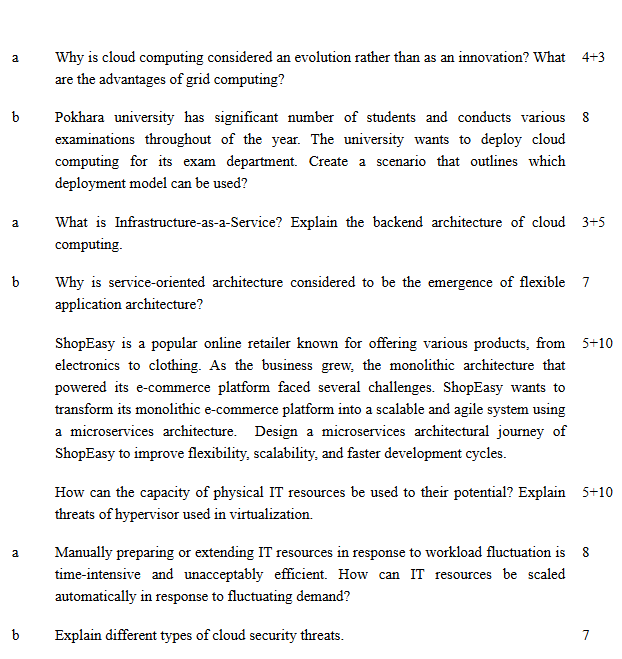 a Why is cloud computing considered an evolution rather than as an innovation? What 4+3
are the advantages of grid computing?
b Pokhara university has significant number of students and conducts various 8
examinations throughout of the year. The university wants to deploy cloud
computing for its exam department. Create a scenario that outlines which
deployment model can be used?
a What is Infrastructure-as-a-Service? Explain the backend architecture of cloud 3+5
computing.
b Why is service-oriented architecture considered to be the emergence of flexible 7
application architecture?
ShopEasy is a popular online retailer known for offering various products, from 5+10
electronics to clothing. As the business grew, the monolithic architecture that
powered its e-commerce platform faced several challenges. ShopEasy wants to
transform its monolithic e-commerce platform into a scalable and agile system using
a microservices architecture. Design a microservices architectural journey of
ShopEasy to improve flexibility, scalability, and faster development cycles.
How can the capacity of physical IT resources be used to their potential? Explain 5+10
threats of hypervisor used in virtualization.
a Manually preparing or extending IT resources in response to workload fluctuation is 8
time-intensive and unacceptably efficient. How can IT resources be scaled
automatically in response to fluctuating demand?
b Explain different types of cloud security threats. 7